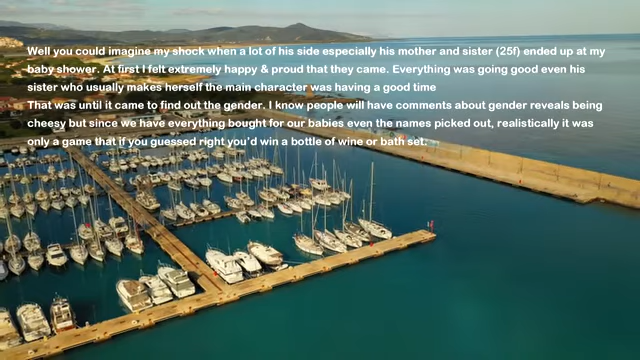 Well you could imagine my shock when a lot of his side especially his mother and sister (25f) ended up at my
baby shower. At first I felt extremely happy & proud that they came. Everything was going good even his
sister who usually makes herself the main character was having a good time
That was until it came to find out the gender. I know people will have comments about gender reveals being
cheesy but since we have everything bought for our babies even the names picked out, realistically it was
only a game that if you guessed right you'd win a bottle of wine or bath set.